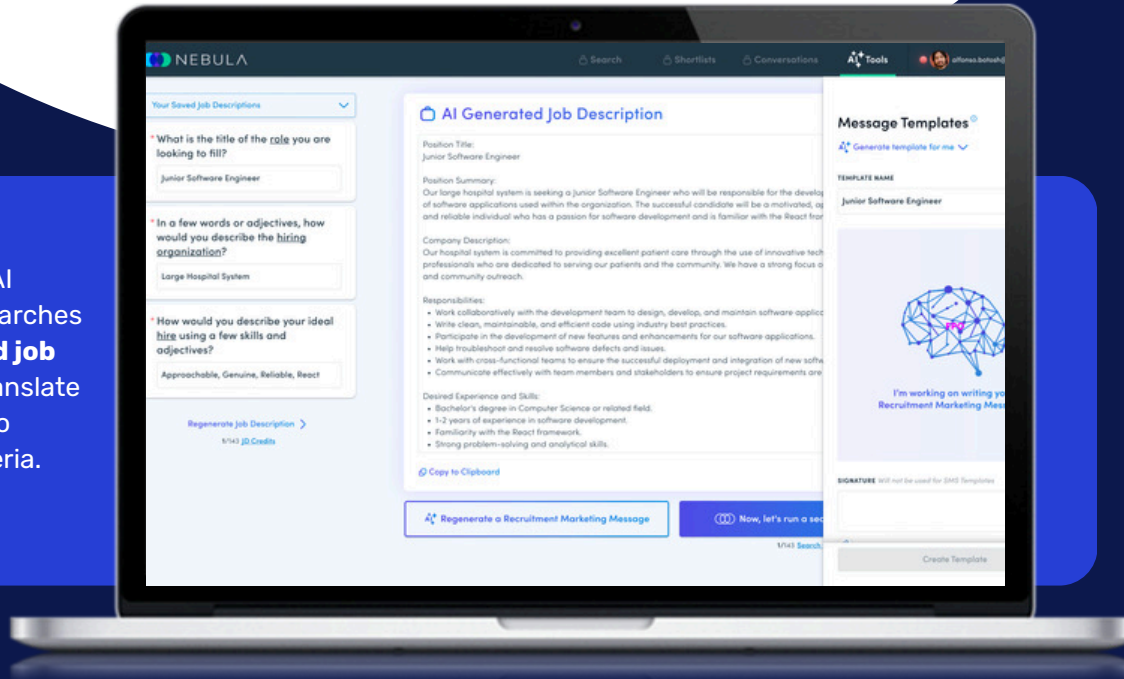 AI
arches
d job
anslate
o
eria.
NEBULA
Search
Shortlists
Conversations
AI Tools
Your Saved Job Descriptions
* What is the title of the role you are
looking to fill?
Junior Software Engineer
* In a few words or adjectives, how
would you describe the hiring
organization?
Large Hospital System
* How would you describe your ideal
hire using a few skills and
adjectives?
Approachable, Genuine, Reliable, React
Regenerate Job Description
JD Credits
AI Generated Job Description
Position Title:
Junior Software Engineer
Position Summary:
Our large hospital system is seeking a Junior Software Engineer who will be responsible for the develop
of software applications used within the organization. The successful candidate will be a motivated, ap
and reliable individual who has a passion for software development and is familiar with the React fra
Company Description:
Our hospital system is committed to providing excellent patient care through the use of innovative tech
professionals who are dedicated to serving our patients and the community. We have a strong focus o
and community outreach.
Responsibilities:
• Work collaboratively with the development team to design, develop, and maintain software applic
• Write clean, maintainable, and efficient code using industry best practices.
• Participate in the development of new features and enhancements for our software applications.
• Help troubleshoot and resolve software defects and issues.
• Work with cross-functional teams to ensure the successful deployment and integration of new softw
• Communicate effectively with team members and stakeholders to ensure project requirements are
Desired Experience and Skills:
• Bachelor's degree in Computer Science or related field.
• 1-2 years of experience in software development.
• Familiarity with the React framework.
• Strong problem-solving and analytical skills.
Copy to Clipboard
Regenerate a Recruitment Marketing Message
Now, let's run a sea
1/143 Search
Message Templates
Generate template for me
TEMPLATE NAME
Junior Software Engineer
I'm working on writing yo
Recruitment Marketing Mess
SIGNATURE Will not be used for SMS Templates
Create Template